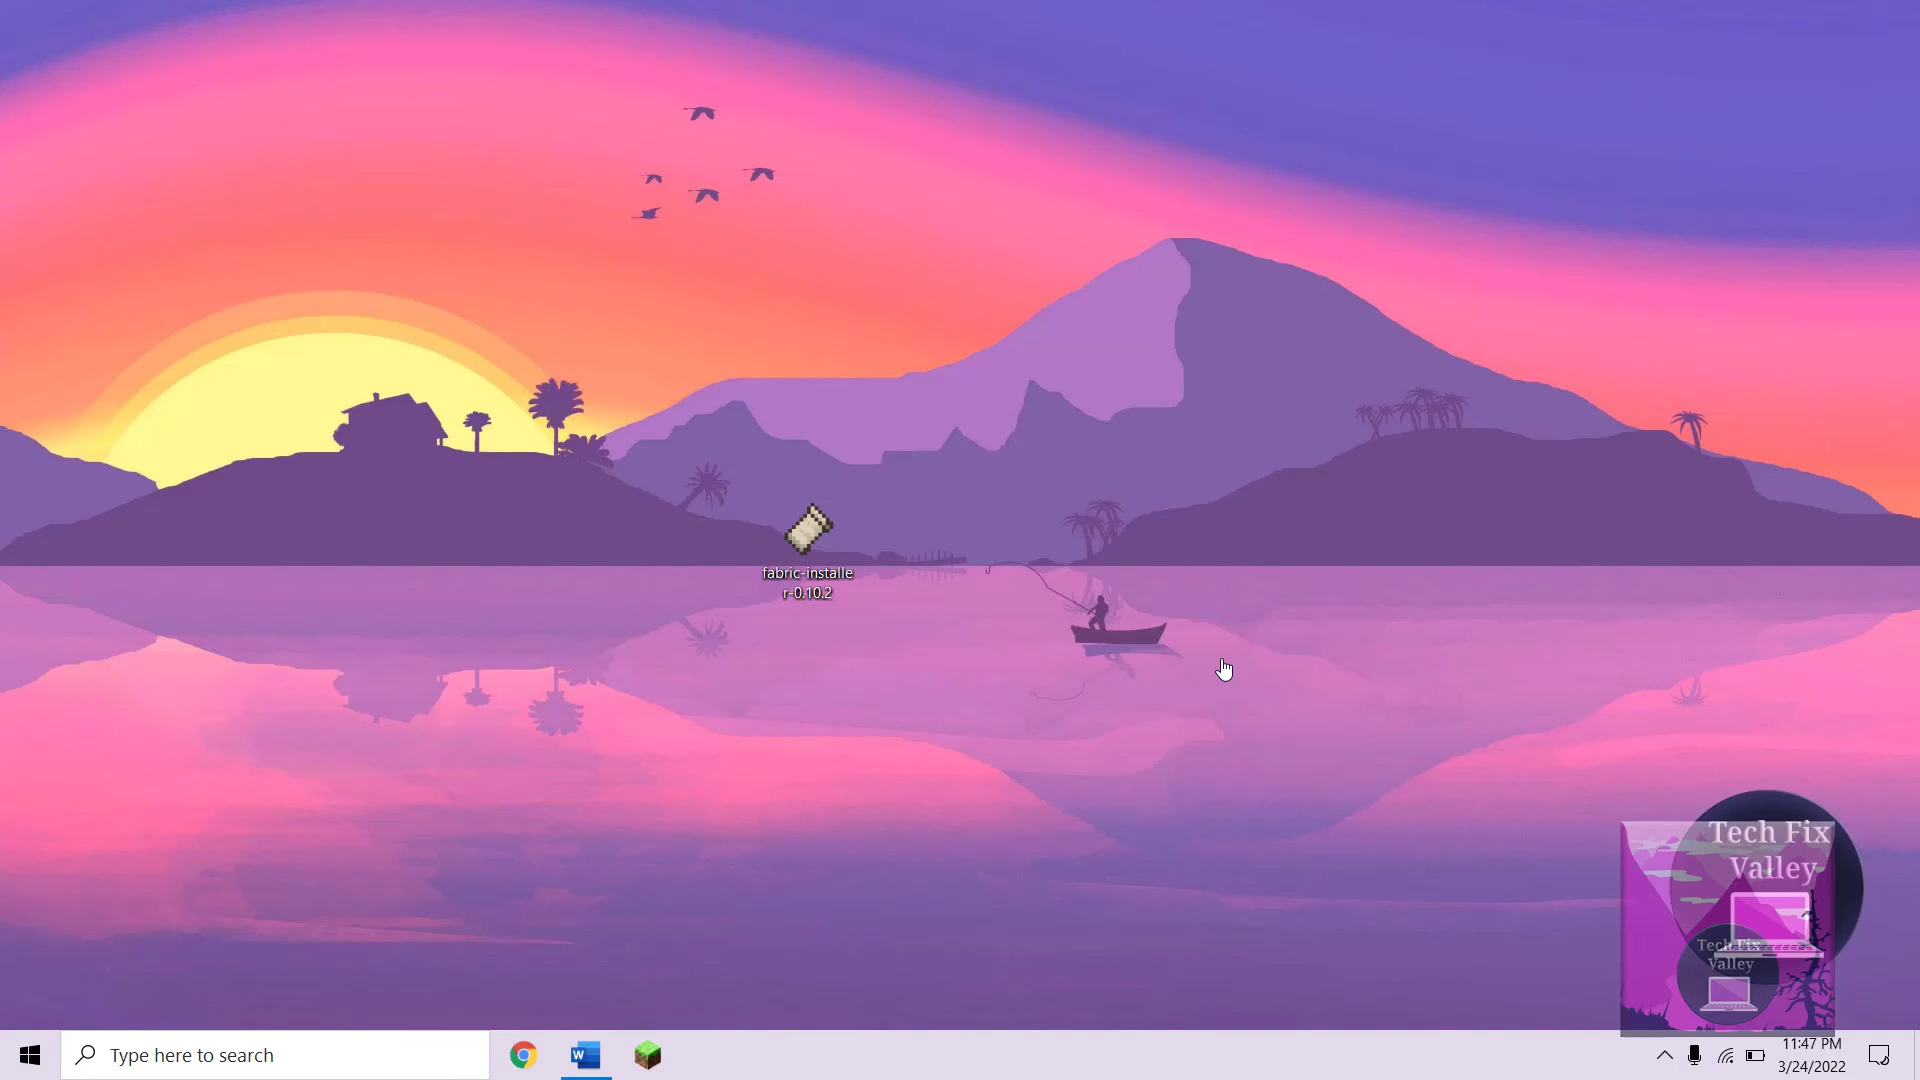 fabric-installe
r-0.10.2
Tech Fix
Valley
Tech Fix
Valley
W
Type here to search
11:47 PM
3/24/2022